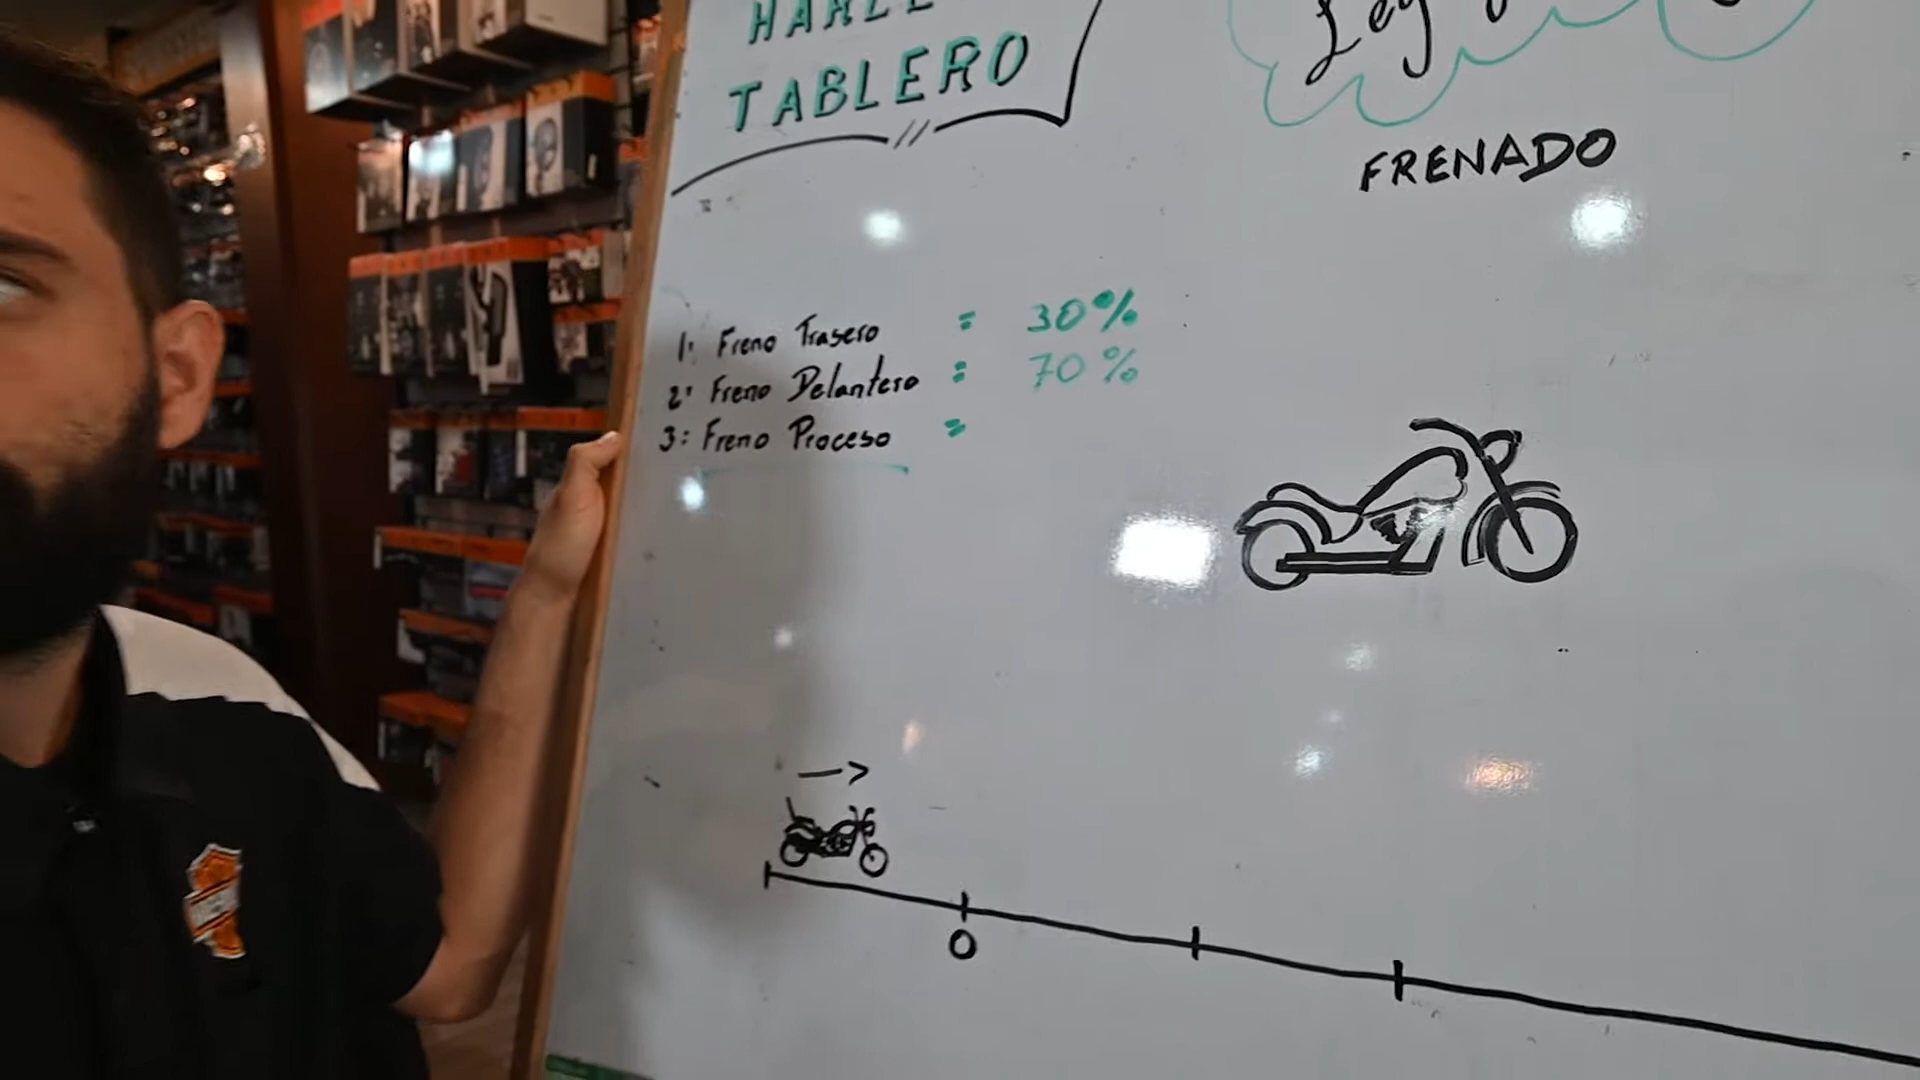 TABLERO
FRENADO
1: Freno Trasero = 30%
2: Freno Delantero = 70%
3: Freno Proceso =
0